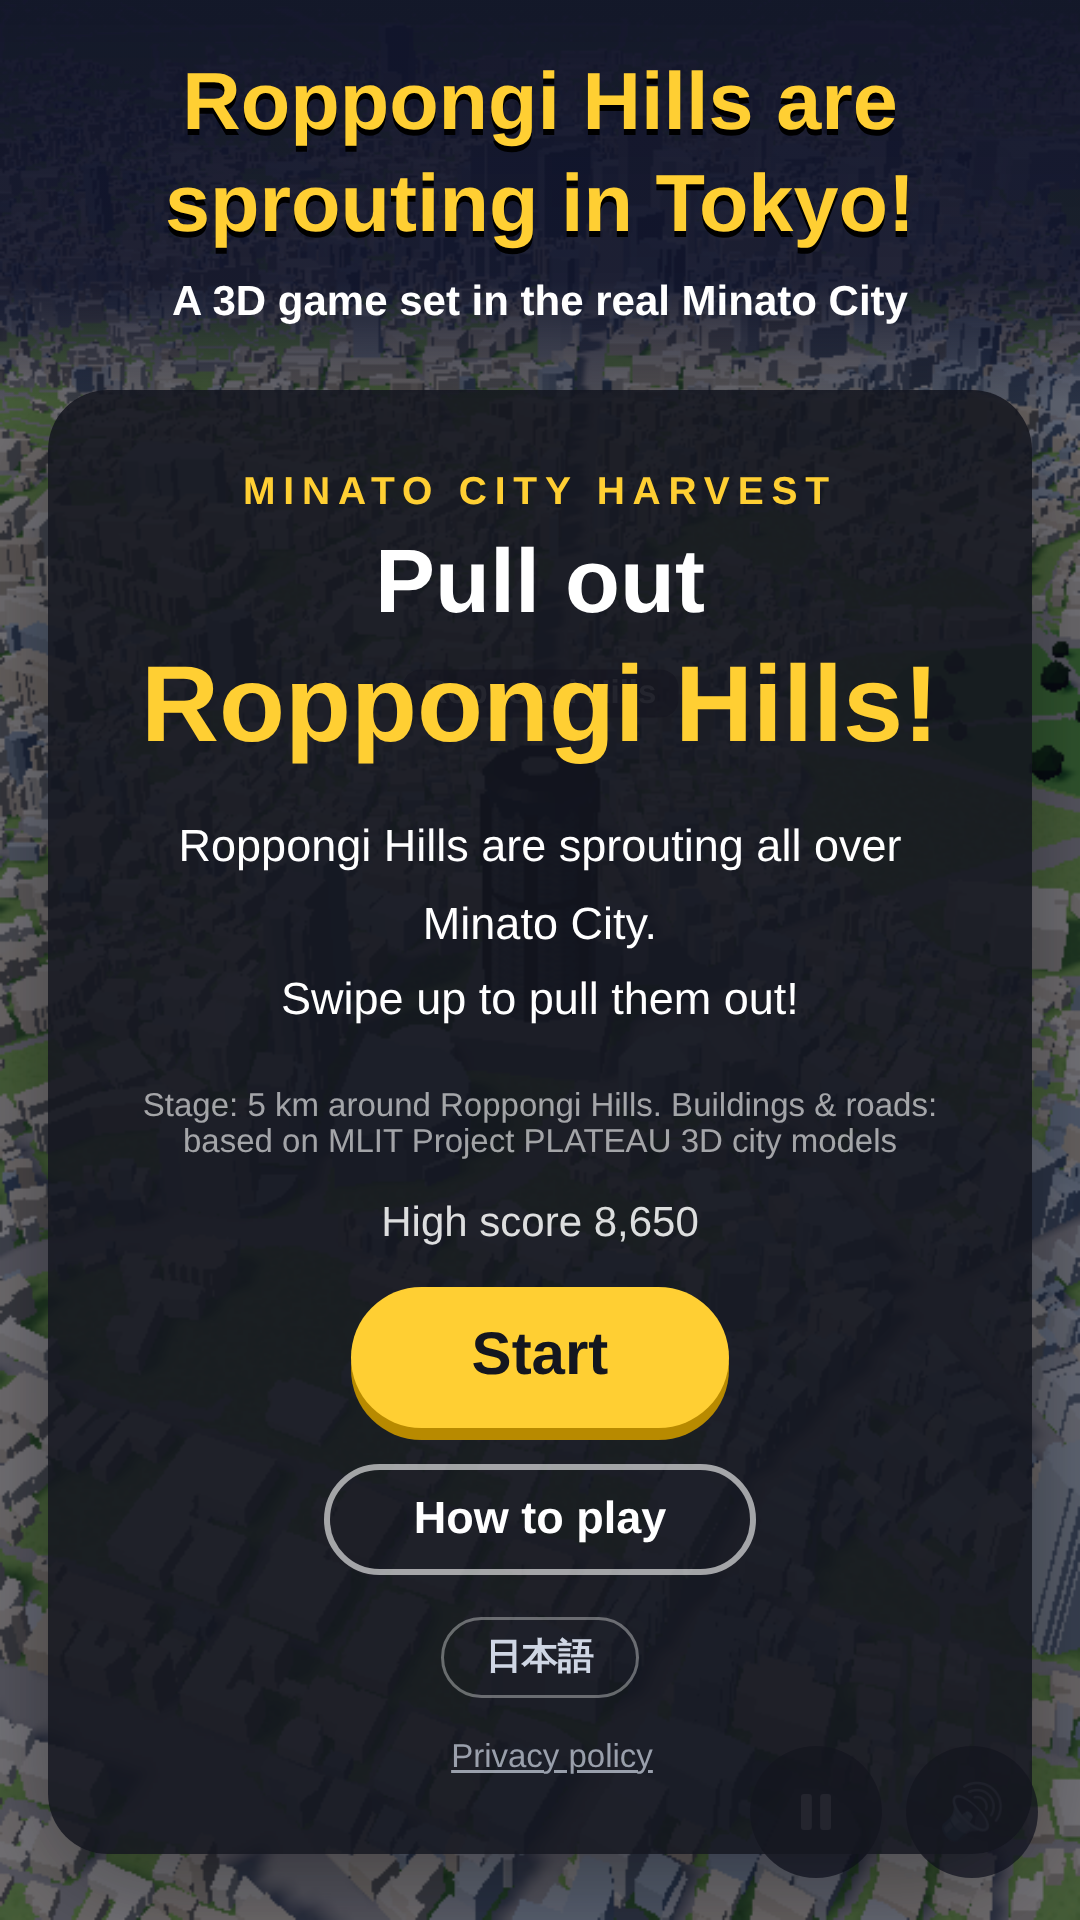 Roppongi Hills are
sprouting in Tokyo!
A 3D game set in the real Minato City
MINATO CITY HARVEST
Pull out
Roppongi Hills!
Roppongi Hills are sprouting all over
Minato City.
Swipe up to pull them out!
Stage: 5 km around Roppongi Hills. Buildings & roads:
based on MLIT Project PLATEAU 3D city models
High score 8,650
Start
How to play
日本語
Privacy policy